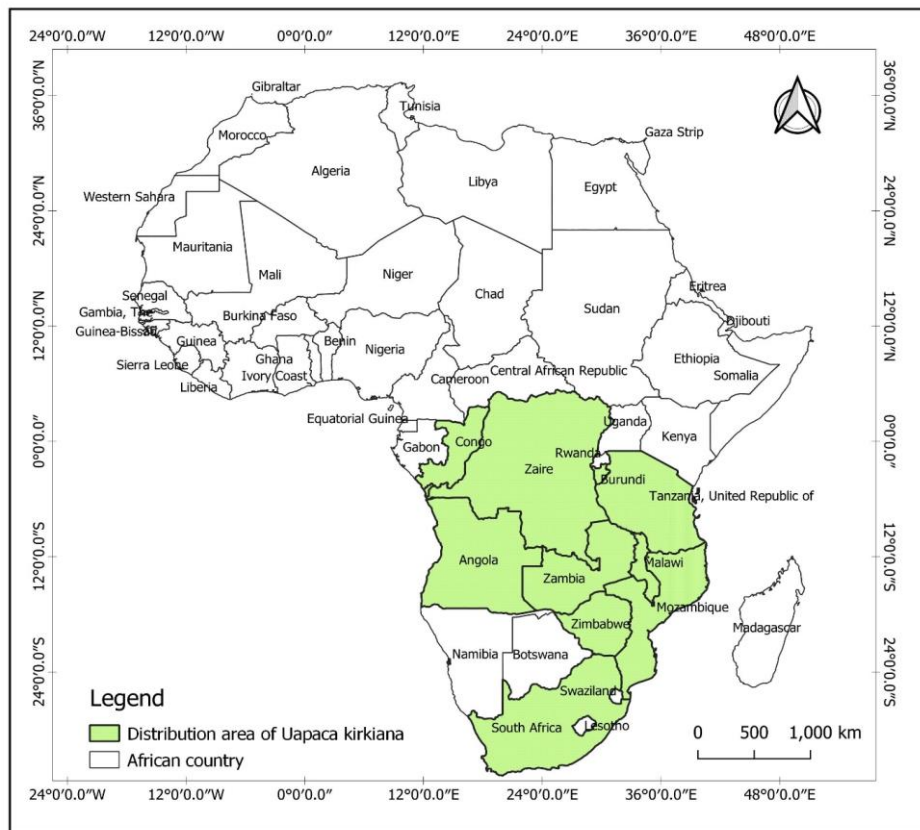 24°0'0.0"W 12°0'0.0"W 0°0'0.0" 12°0'0.0"E 24°0'0.0"E 36°0'0.0"E 48°0'0.0"E
36°0'0.0"N
36°0'0.0"N
24°0'0.0"N
24°0'0.0"N
12°0'0.0"N
12°0'0.0"N
0°0'0.0"
0°0'0.0"
12°0'0.0"S
12°0'0.0"S
24°0'0.0"S
24°0'0.0"S
Gibraltar
Tunisia
Morocco
Gaza Strip
Algeria
Libya
Egypt
Western Sahara
Mauritania
Mali
Niger
Chad
Sudan
Eritrea
Senegal
Gambia, The
Burkina Faso
Djibouti
Guinea-Bissau
Guinea
Benin
Nigeria
Ghana
Ethiopia
Sierra Leone
Ivory Coast
Cameroon
Central African Republic
Somalia
Liberia
Equatorial Guinea
Uganda
Gabon
Congo
Kenya
Rwanda
Zaire
Burundi
Tanzania, United Republic of
Angola
Malawi
Zambia
Mozambique
Zimbabwe
Madagascar
Namibia
Botswana
Swaziland
South Africa
Lesotho
Legend
Distribution area of Uapaca kirkiana
African country
0 500 1,000 km
24°0'0.0"W 12°0'0.0"W 0°0'0.0" 12°0'0.0"E 24°0'0.0"E 36°0'0.0"E 48°0'0.0"E